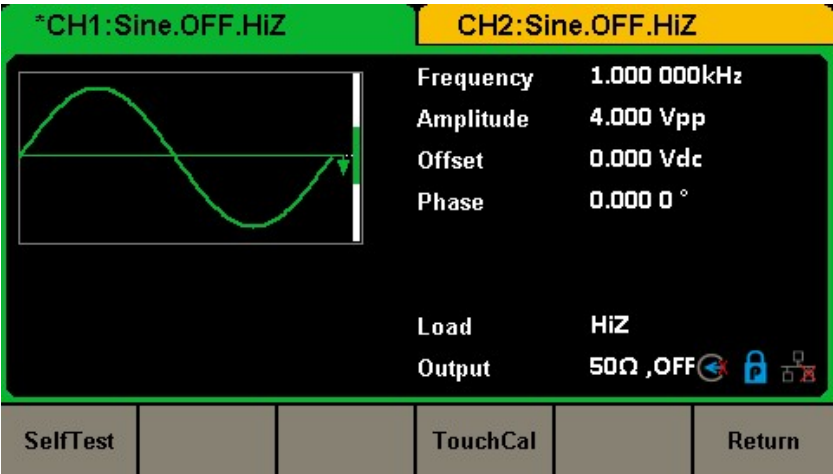 *CH1:Sine.OFF.HiZ
CH2:Sine.OFF.HiZ
Frequency 1.000 000kHz
Amplitude 4.000 Vpp
Offset 0.000 Vdc
Phase 0.000 0 °
Load HiZ
Output 50Ω ,OFF
P
SelfTest TouchCal Return